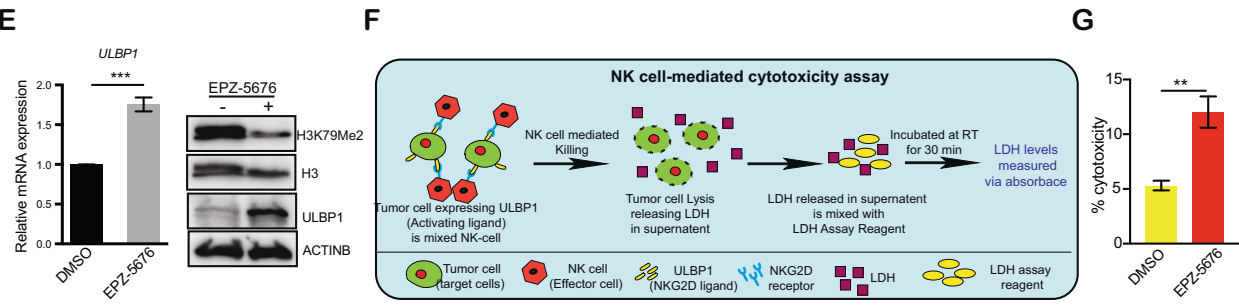 E
ULBP1
Relative mRNA expression
2.0
1.5
1.0
0.5
0.0
***
DMSO
EPZ-5676
EPZ-5676
- +
H3K79Me2
H3
ULBP1
ACTINB
F
NK cell-mediated cytotoxicity assay
NK cell mediated
Killing
Incubated at RT
for 30 min
LDH levels
measured
via absorbace
Tumor cell expressing ULBP1
(Activating ligand)
is mixed NK-cell
Tumor cell Lysis
releasing LDH
in supernatant
LDH released in supernatent
is mixed with
LDH Assay Reagent
Tumor cell
(target cells)
NK cell
(Effector cell)
ULBP1
(NKG2D ligand)
NKG2D
receptor
LDH
LDH assay
reagent
G
% cytotoxicity
15
10
5
0
**
DMSO
EPZ-5676